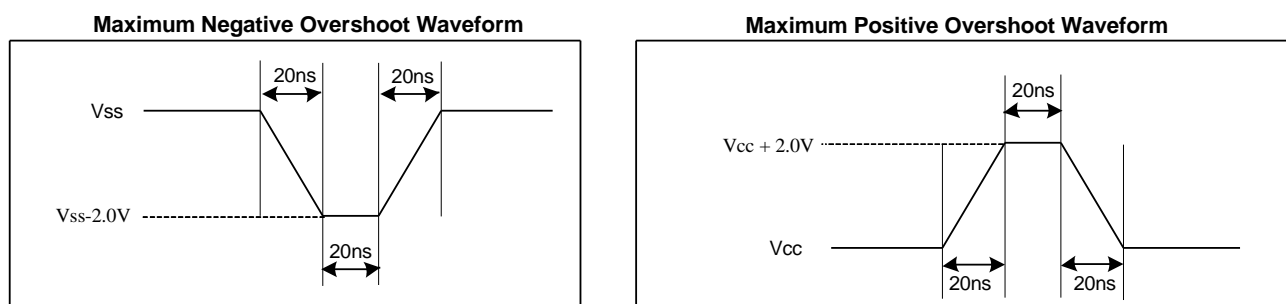 Maximum Negative Overshoot Waveform
20ns 20ns
Vss
Vss-2.0V
20ns
Maximum Positive Overshoot Waveform
20ns
Vcc + 2.0V
Vcc
20ns 20ns